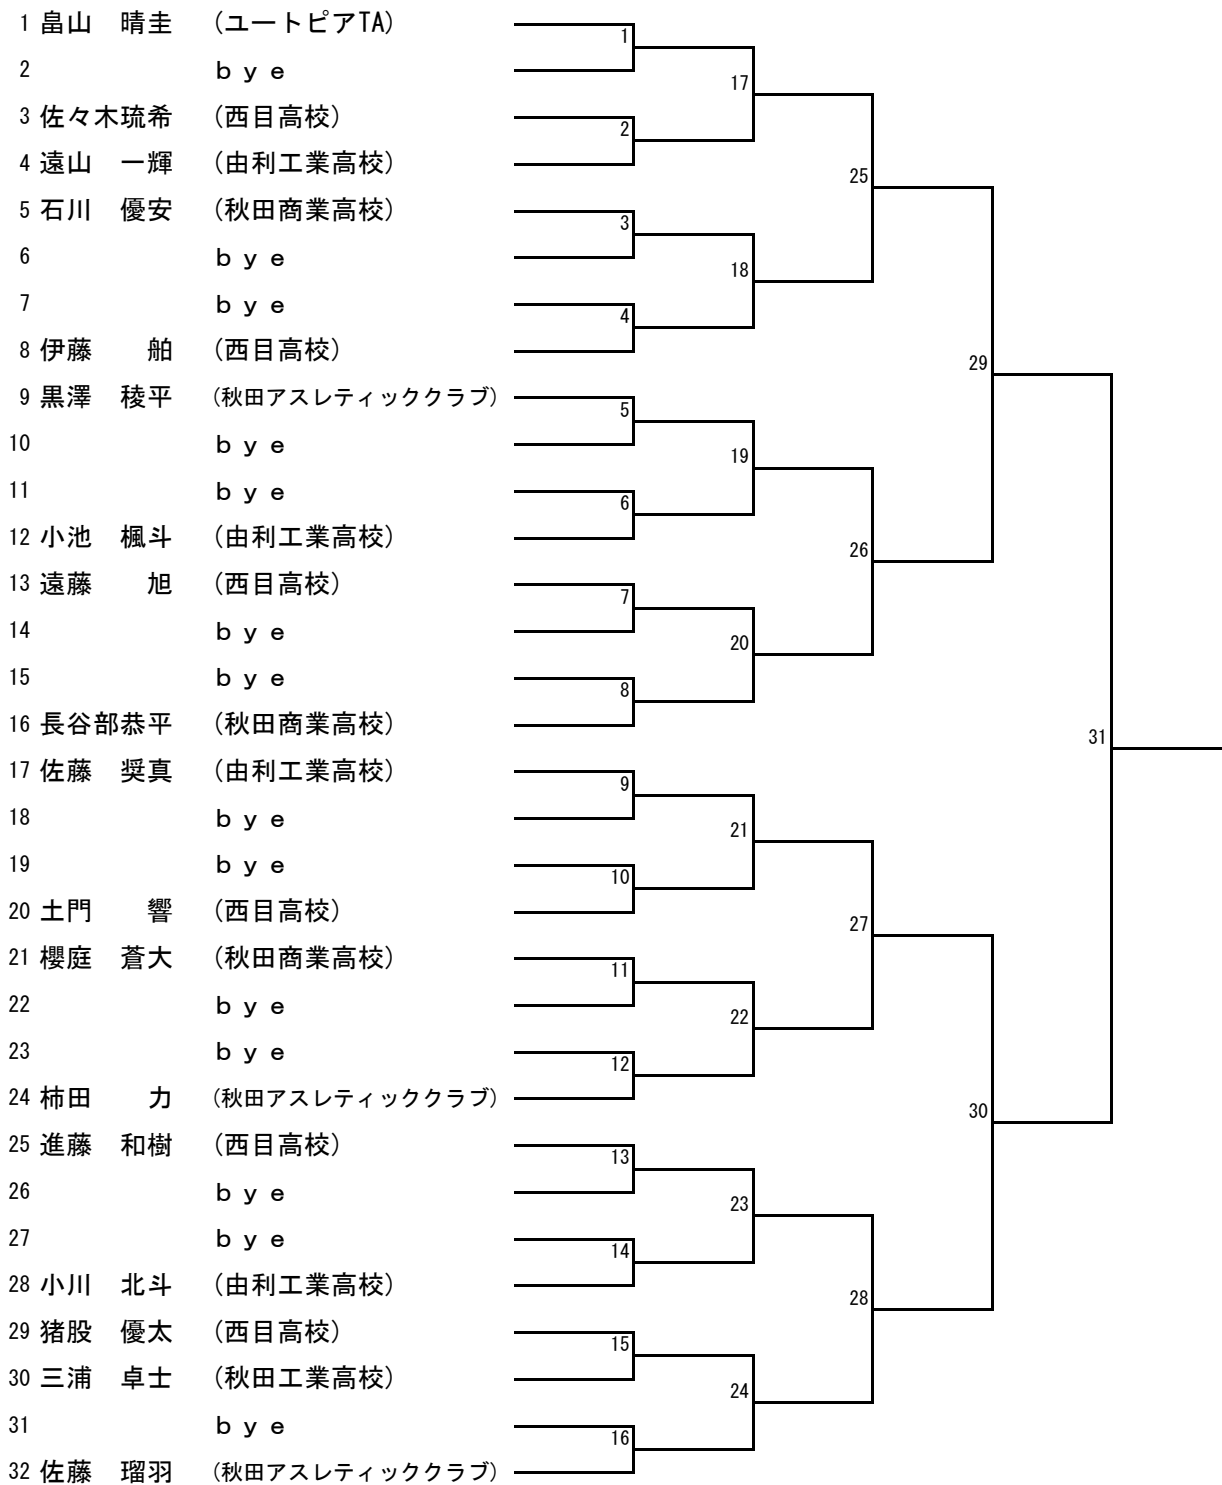 1 畠山　晴圭　(ユートピアTA)
1
2　ｂｙｅ
17
3 佐々木琉希　(西目高校)
2
4 遠山　一輝　(由利工業高校)
25
5 石川　優安　(秋田商業高校)
3
6　ｂｙｅ
18
7　ｂｙｅ
4
8 伊藤　　舶　(西目高校)
29
9 黒澤　稜平　(秋田アスレティッククラブ)
5
10　ｂｙｅ
19
11　ｂｙｅ
6
12 小池　楓斗　(由利工業高校)
26
13 遠藤　　旭　(西目高校)
7
14　ｂｙｅ
20
15　ｂｙｅ
8
16 長谷部恭平　(秋田商業高校)
31
17 佐藤　奨真　(由利工業高校)
9
18　ｂｙｅ
21
19　ｂｙｅ
10
20 土門　　響　(西目高校)
27
21 櫻庭　蒼大　(秋田商業高校)
11
22　ｂｙｅ
22
23　ｂｙｅ
12
24 柿田　　力　(秋田アスレティッククラブ)
30
25 進藤　和樹　(西目高校)
13
26　ｂｙｅ
23
27　ｂｙｅ
14
28 小川　北斗　(由利工業高校)
28
29 猪股　優太　(西目高校)
15
30 三浦　卓士　(秋田工業高校)
24
31　ｂｙｅ
16
32 佐藤　瑠羽　(秋田アスレティッククラブ)